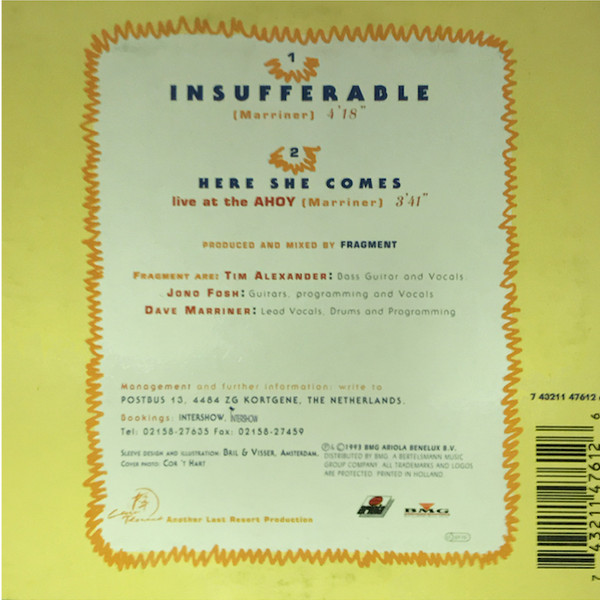 1
INSUFFERABLE
(Marriner) 4'18"
2
HERE SHE COMES
live at the AHOY (Marriner) 3'41"
PRODUCED AND MIXED BY FRAGMENT
FRAGMENT ARE: TIM ALEXANDER: Bass Guitar and Vocals
JONO FOSH: Guitars, programming and Vocals
DAVE MARRINER: Lead Vocals, Drums and Programming
Management and further information: write to
POSTBUS 13, 4484 ZG KORTGENE, THE NETHERLANDS.
Bookings: INTERSHOW, INTERSHOW
Tel: 02158-27635 Fax: 02158-27459
SLEEVE DESIGN AND ILLUSTRATION: BRIL & VISSER, AMSTERDAM.
COVER PHOTO: COR 'T HART
℗ & © 1993 BMG ARIOLA BENELUX B.V.
DISTRIBUTED BY BMG. A BERTELSMANN MUSIC
GROUP COMPANY. ALL TRADEMARKS AND LOGOS
ARE PROTECTED. PRINTED IN HOLLAND.
Another Last Resort Production
BMG
7 43211 47612 6
7 43211 47612 6